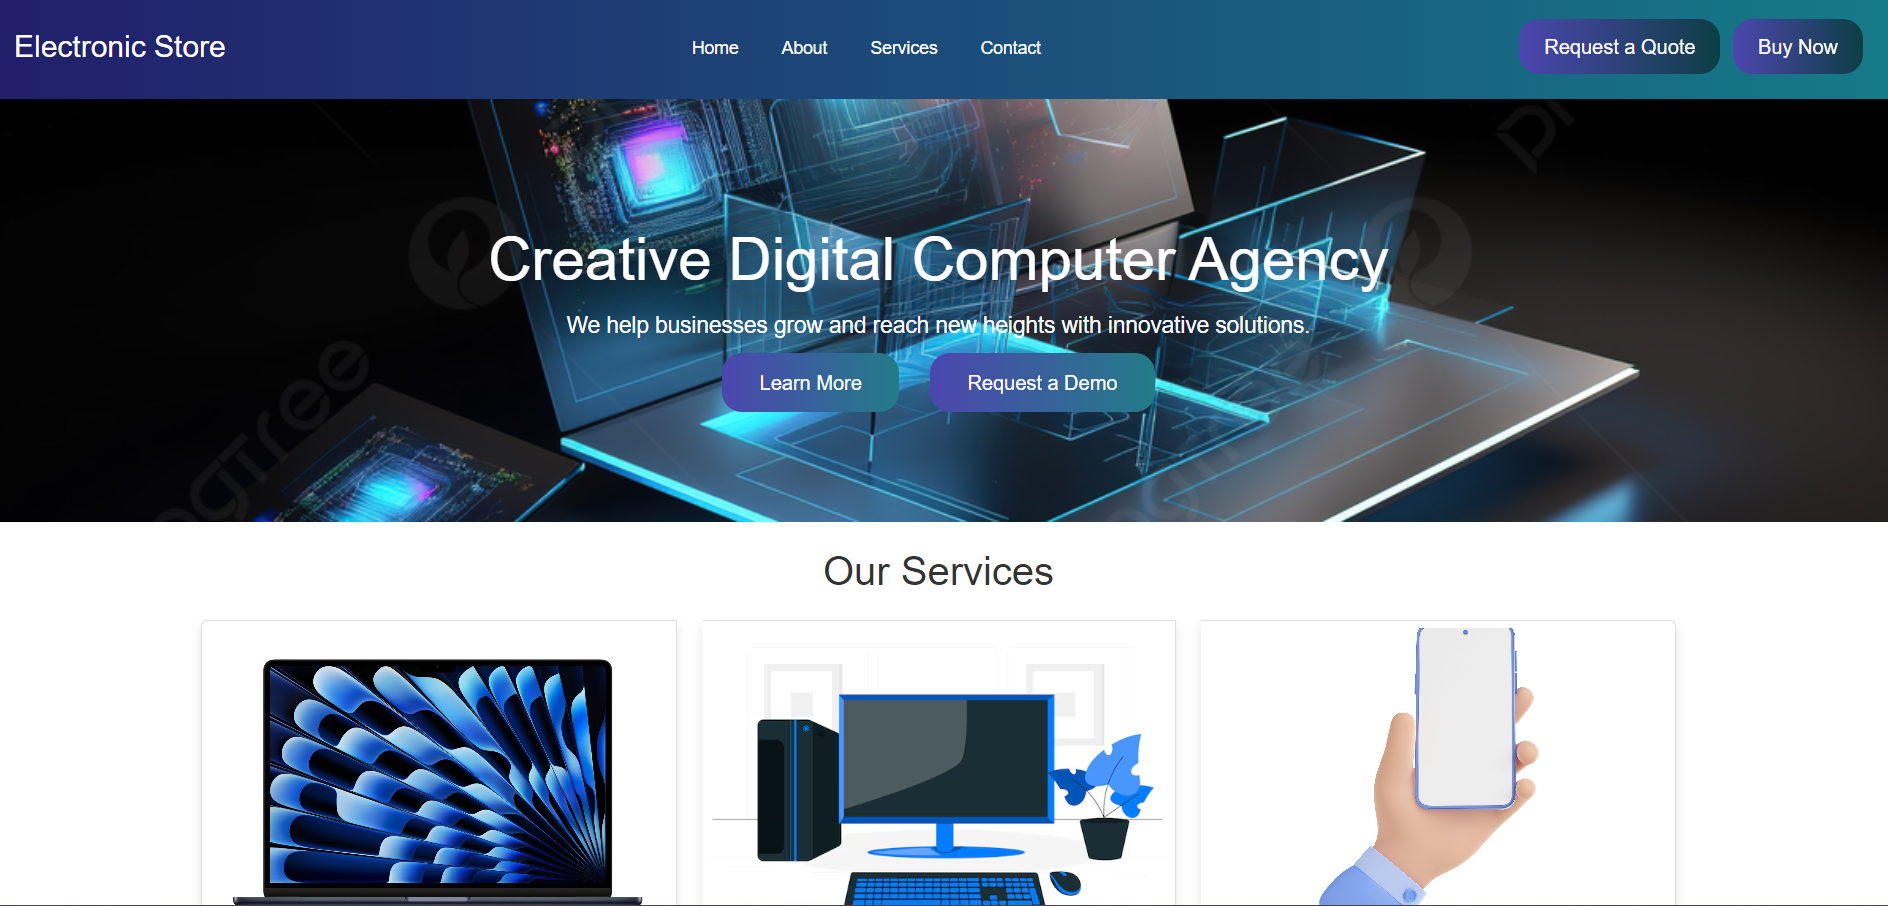 Electronic Store
Home About Services Contact
Request a Quote Buy Now
Creative Digital Computer Agency
We help businesses grow and reach new heights with innovative solutions.
Learn More Request a Demo
Our Services